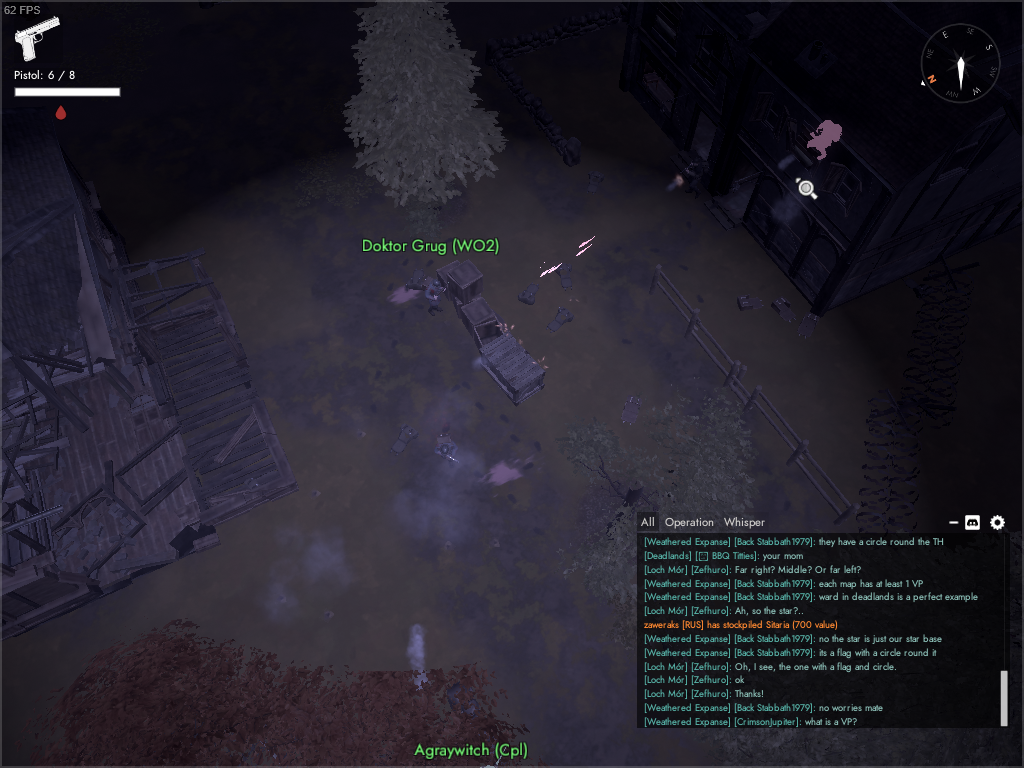 62 FPS
Pistol: 6 / 8
E
SE
S
SW
W
NW
N
NE
Doktor Grug (WO2)
All Operation Whisper
[Weathered Expanse] [Back Stabbath1979]: they have a circle round the TH
[Deadlands] [BBQ Titties]: your mom
[Loch Mór] [Zefhuro]: Far right? Middle? Or far left?
[Weathered Expanse] [Back Stabbath1979]: each map has at least 1 VP
[Weathered Expanse] [Back Stabbath1979]: ward in deadlands is a perfect example
[Loch Mór] [Zefhuro]: Ah, so the star?..
zaweraks [RUS] has stockpiled Sitaria (700 value)
[Weathered Expanse] [Back Stabbath1979]: no the star is just our star base
[Weathered Expanse] [Back Stabbath1979]: its a flag with a circle round it
[Loch Mór] [Zefhuro]: Oh, I see, the one with a flag and circle.
[Loch Mór] [Zefhuro]: ok
[Loch Mór] [Zefhuro]: Thanks!
[Weathered Expanse] [Back Stabbath1979]: no worries mate
[Weathered Expanse] [CrimsonJupiter]: what is a VP?
Agraywitch (Cpl)